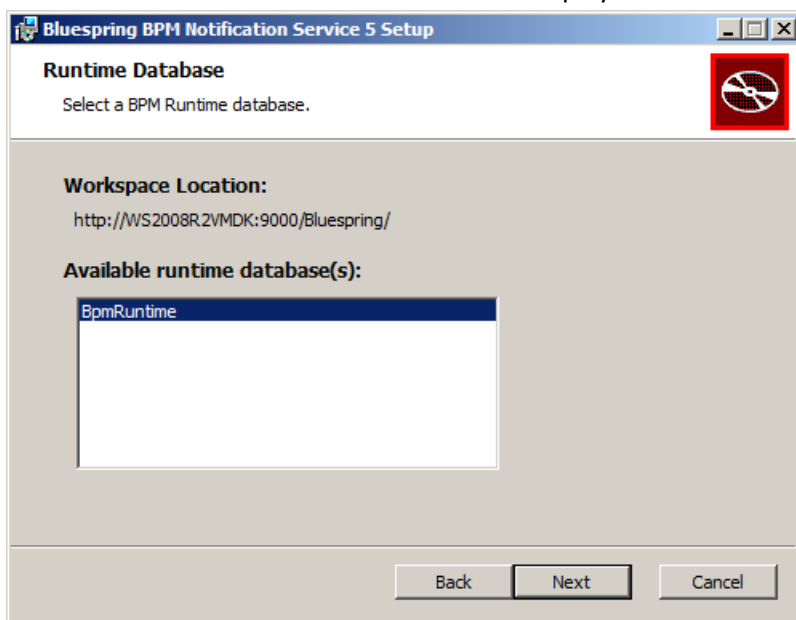 Bluespring BPM Notification Service 5 Setup
Runtime Database
Select a BPM Runtime database.
Workspace Location:
http://WS2008R2VMDK:9000/Bluespring/
Available runtime database(s):
BpmRuntime
Back Next Cancel